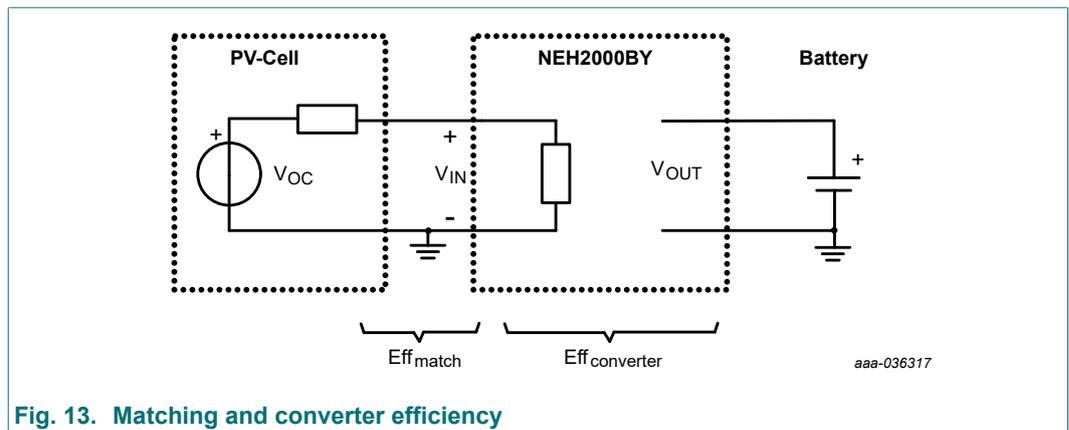 PV-Cell
NEH2000BY
Battery
+
VOC
+
VIN
-
VOUT
+
Effmatch
Effconverter
aaa-036317
Fig. 13. Matching and converter efficiency